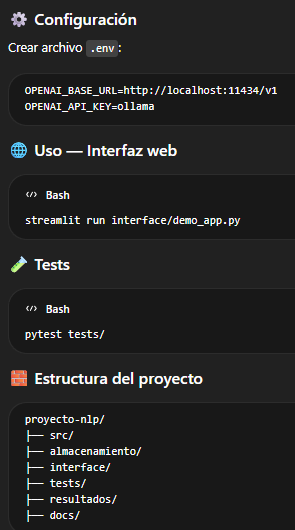 ⚙️ Configuración
Crear archivo .env:
OPENAI_BASE_URL=http://localhost:11434/v1
OPENAI_API_KEY=ollama
🌐 Uso — Interfaz web
</> Bash
streamlit run interface/demo_app.py
🧪 Tests
</> Bash
pytest tests/
🧱 Estructura del proyecto
proyecto-nlp/
├── src/
├── almacenamiento/
├── interface/
├── tests/
├── resultados/
├── docs/